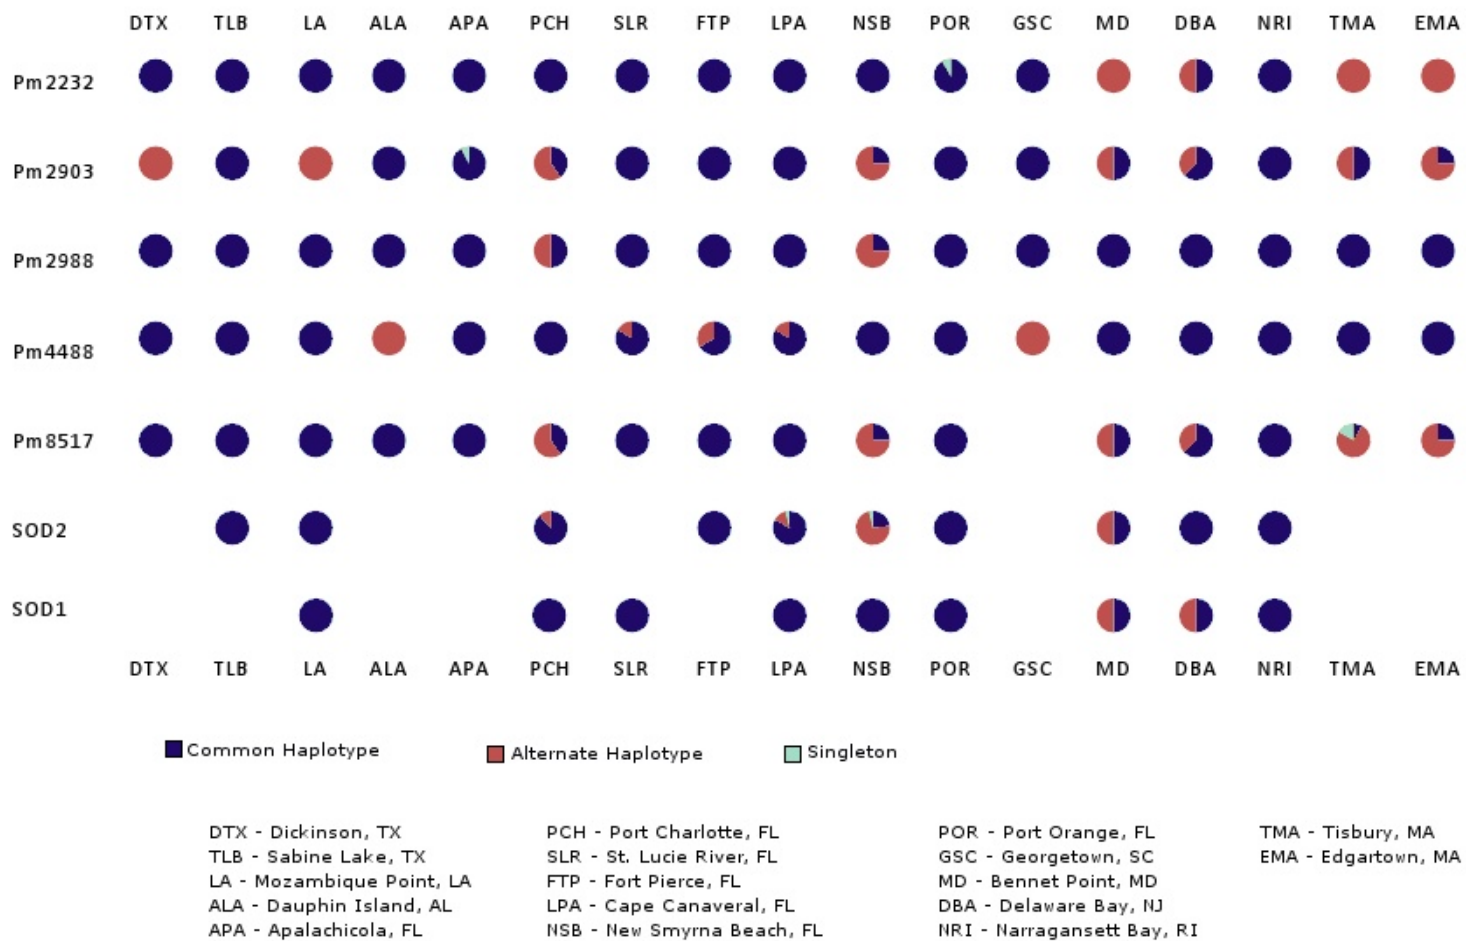 DTX TLB LA ALA APA PCH SLR FTP LPA NSB POR GSC MD DBA NRI TMA EMA
Pm2232
Pm2903
Pm2988
Pm4488
Pm8517
SOD2
SOD1
DTX TLB LA ALA APA PCH SLR FTP LPA NSB POR GSC MD DBA NRI TMA EMA
Common Haplotype Alternate Haplotype Singleton
DTX - Dickinson, TX
TLB - Sabine Lake, TX
LA - Mozambique Point, LA
ALA - Dauphin Island, AL
APA - Apalachicola, FL
PCH - Port Charlotte, FL
SLR - St. Lucie River, FL
FTP - Fort Pierce, FL
LPA - Cape Canaveral, FL
NSB - New Smyrna Beach, FL
POR - Port Orange, FL
GSC - Georgetown, SC
MD - Bennet Point, MD
DBA - Delaware Bay, NJ
NRI - Narragansett Bay, RI
TMA - Tisbury, MA
EMA - Edgartown, MA